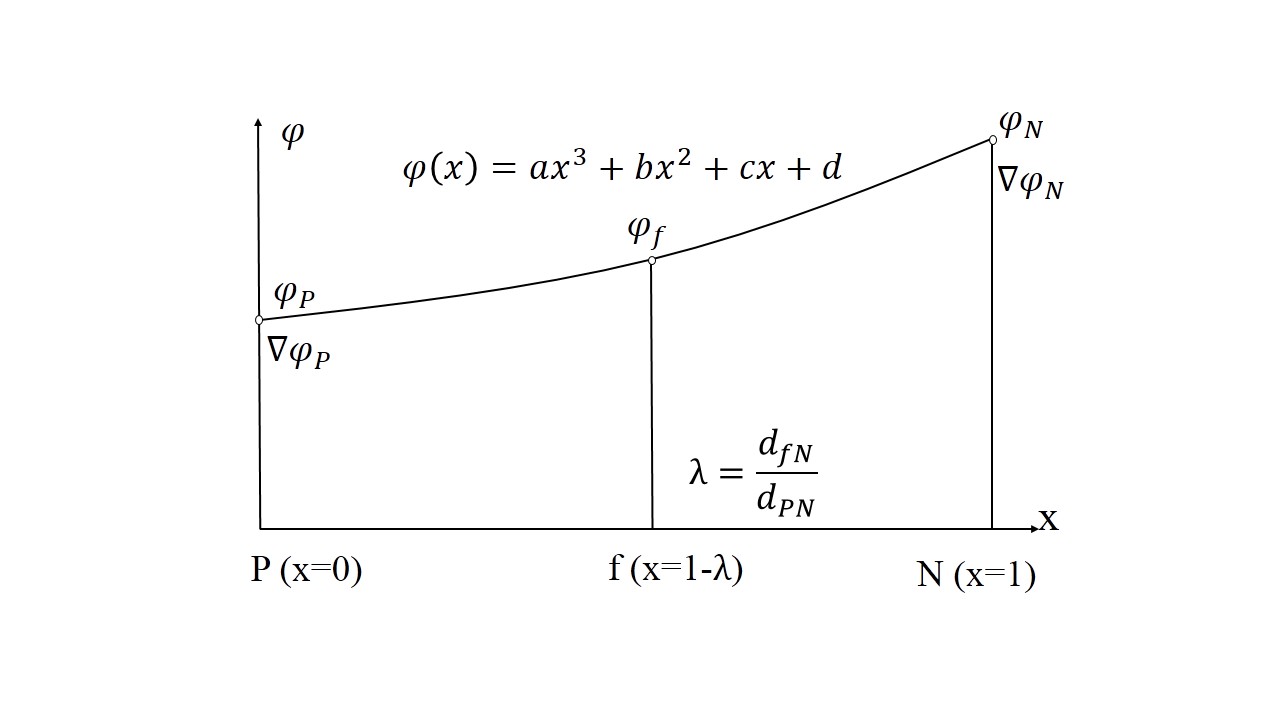 φ
φ(x) = ax³ + bx² + cx + d
φ_N
∇φ_N
φ_f
φ_P
∇φ_P
λ = d_fN / d_PN
x
P (x=0)
f (x=1-λ)
N (x=1)